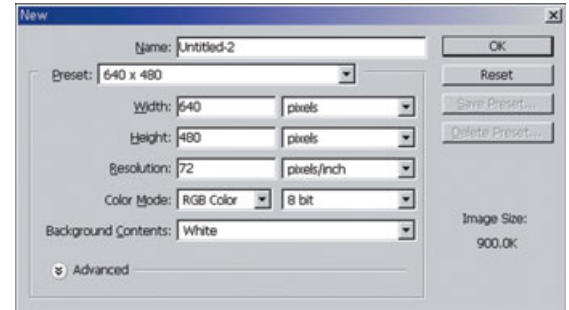 New
Name: Untitled-2
OK
Preset: 640 x 480
Reset
Width: 640 pixels
Save Preset...
Height: 480 pixels
Delete Preset...
Resolution: 72 pixels/inch
Color Mode: RGB Color 8 bit
Image Size:
Background Contents: White
900.0K
Advanced